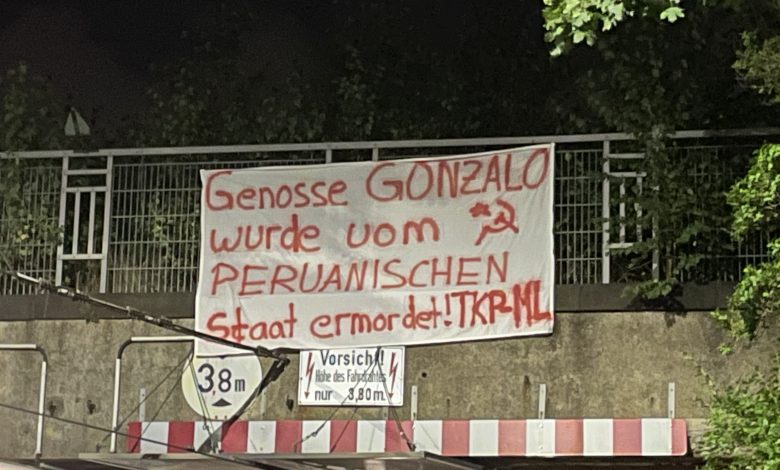 Genosse GONZALO
wurde vom
PERUANISCHEN
Staat ermordet! TKP-ML
3.8 m
Vorsicht!
Höhe des Fahrdrahtes
nur 3,80 m.